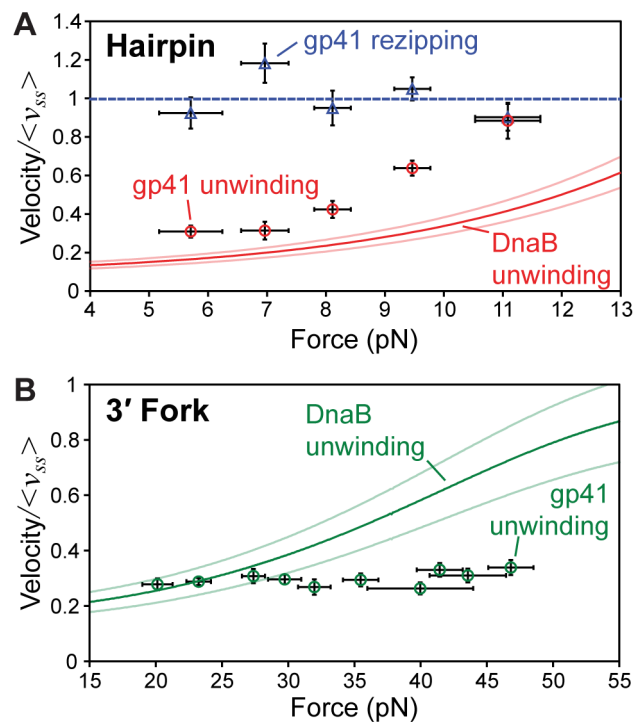 A
Hairpin
gp41 rezipping
gp41 unwinding
DnaB
unwinding
Velocity/<v_ss>
1.4
1.2
1
0.8
0.6
0.4
0.2
0
4 5 6 7 8 9 10 11 12 13
Force (pN)
B
3′ Fork
DnaB
unwinding
gp41
unwinding
Velocity/<v_ss>
1
0.8
0.6
0.4
0.2
0
15 20 25 30 35 40 45 50 55
Force (pN)